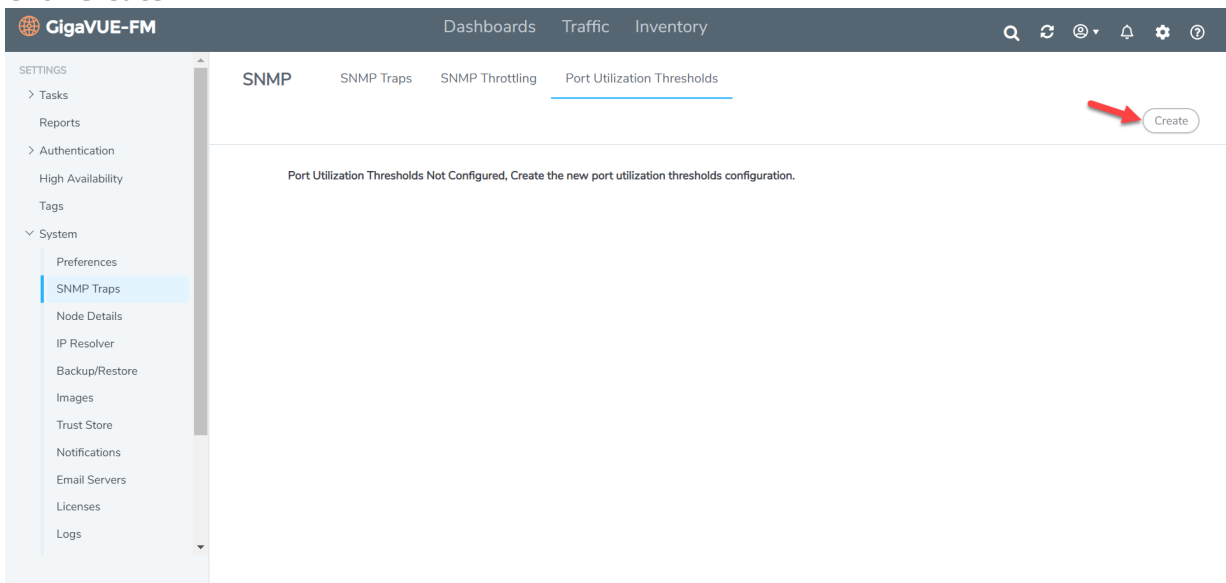 GigaVUE-FM
Dashboards Traffic Inventory
SETTINGS
Tasks
Reports
Authentication
High Availability
Tags
System
Preferences
SNMP Traps
Node Details
IP Resolver
Backup/Restore
Images
Trust Store
Notifications
Email Servers
Licenses
Logs
SNMP SNMP Traps SNMP Throttling Port Utilization Thresholds
Create
Port Utilization Thresholds Not Configured, Create the new port utilization thresholds configuration.